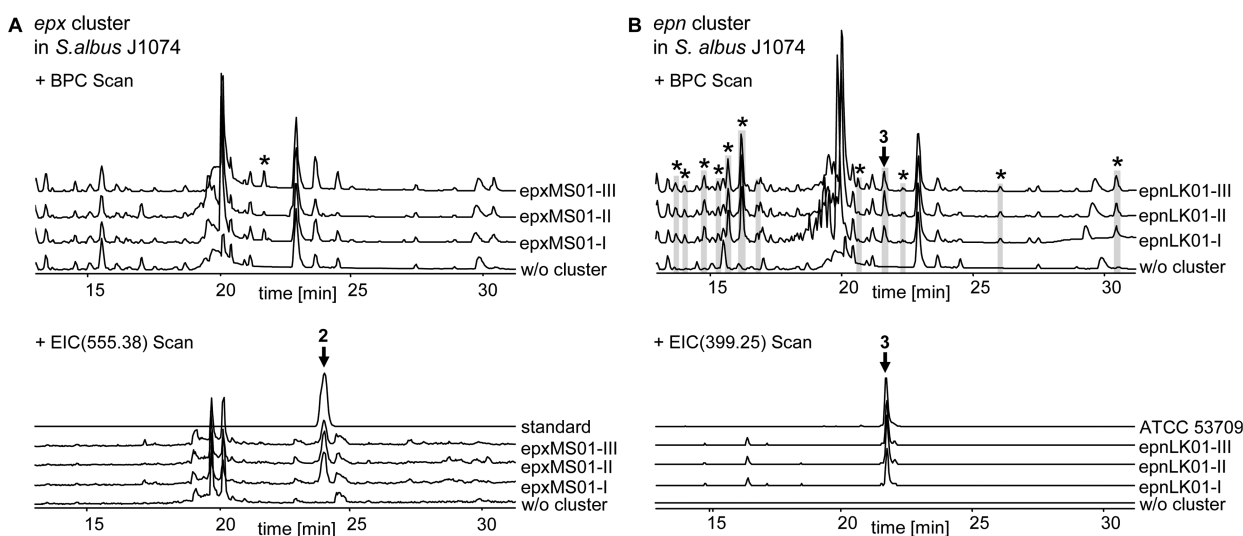 A epx cluster
in S.albus J1074
+ BPC Scan
*
epxMS01-III
epxMS01-II
epxMS01-I
w/o cluster
15 20 25 30
time [min]
+ EIC(555.38) Scan
2
standard
epxMS01-III
epxMS01-II
epxMS01-I
w/o cluster
15 20 25 30
time [min]
B epn cluster
in S. albus J1074
+ BPC Scan
* * * * * * * 3 * * *
epnLK01-III
epnLK01-II
epnLK01-I
w/o cluster
15 20 25 30
time [min]
+ EIC(399.25) Scan
3
ATCC 53709
epnLK01-III
epnLK01-II
epnLK01-I
w/o cluster
15 20 25 30
time [min]